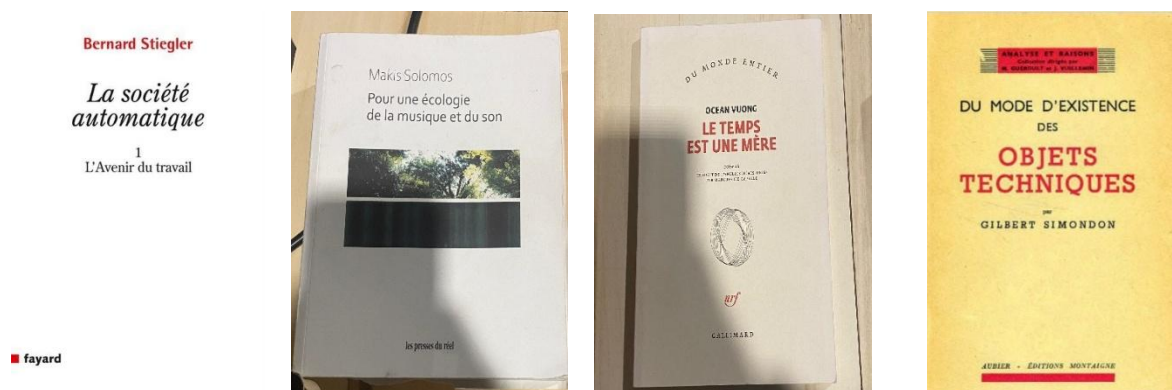 Bernard Stiegler
La société
automatique
1
L'Avenir du travail
fayard
Makis Solomos
Pour une écologie
de la musique et du son
les presses du réel
DU MONDE ENTIER
OCEAN VUONG
LE TEMPS
EST UNE MÈRE
nrf
GALLIMARD
ANALYSE ET RAISONS
DU MODE D'EXISTENCE
DES
OBJETS
TECHNIQUES
par
GILBERT SIMONDON
AUBIER - ÉDITIONS MONTAIGNE